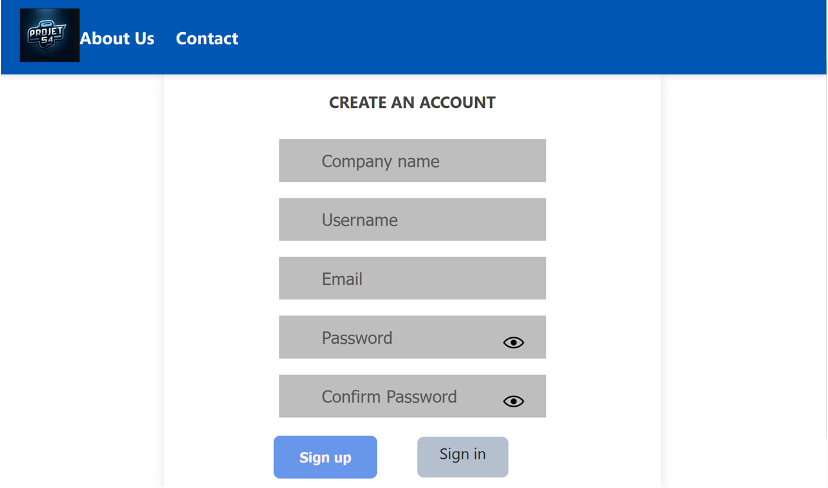 PROJET
54
About Us Contact
CREATE AN ACCOUNT
Company name
Username
Email
Password
Confirm Password
Sign up Sign in